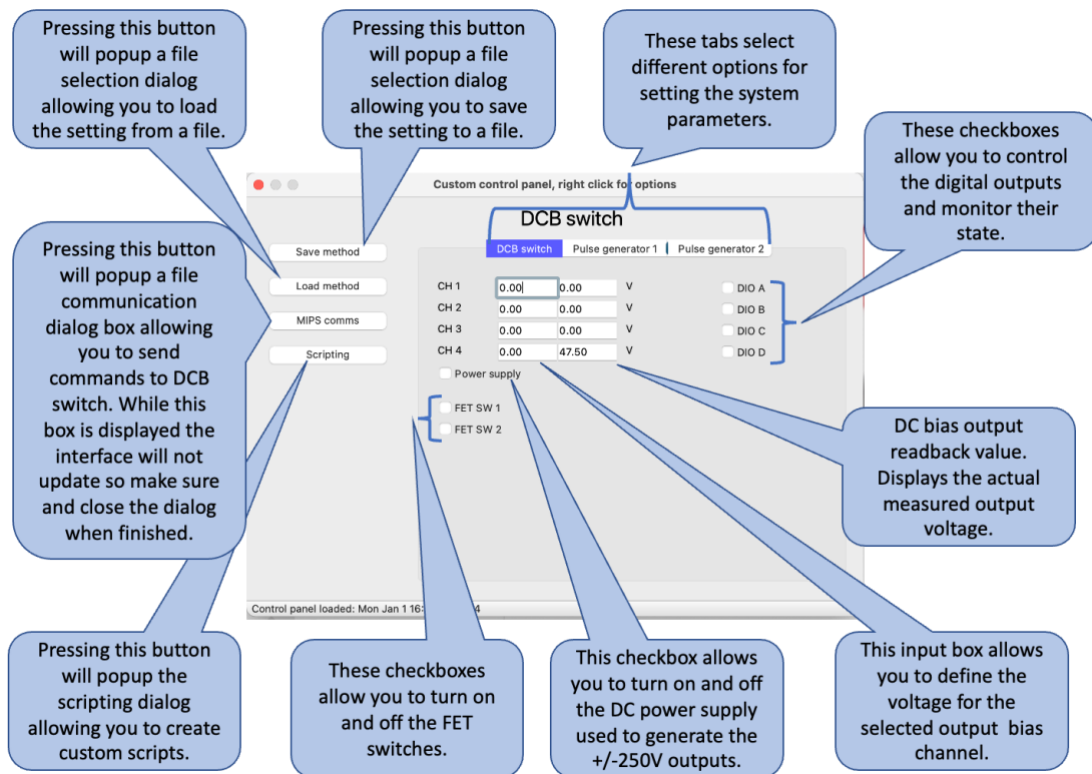 Pressing this button
will popup a file
selection dialog
allowing you to load
the setting from a file.
Pressing this button
will popup a file
selection dialog
allowing you to save
the setting to a file.
These tabs select
different options for
setting the system
parameters.
These checkboxes
allow you to control
the digital outputs
and monitor their
state.
Pressing this button
will popup a file
communication
dialog box allowing
you to send
commands to DCB
switch. While this
box is displayed the
interface will not
update so make sure
and close the dialog
when finished.
Custom control panel, right click for options
DCB switch
DCB switch Pulse generator 1 Pulse generator 2
Save method
Load method
MIPS comms
Scripting
CH 1 0.00 0.00 V
CH 2 0.00 0.00 V
CH 3 0.00 0.00 V
CH 4 0.00 47.50 V
Power supply
FET SW 1
FET SW 2
DIO A
DIO B
DIO C
DIO D
Control panel loaded: Mon Jan 1 16: 4
DC bias output
readback value.
Displays the actual
measured output
voltage.
Pressing this button
will popup the
scripting dialog
allowing you to create
custom scripts.
These checkboxes
allow you to turn on
and off the FET
switches.
This checkbox allows
you to turn on and off
the DC power supply
used to generate the
+/-250V outputs.
This input box allows
you to define the
voltage for the
selected output bias
channel.